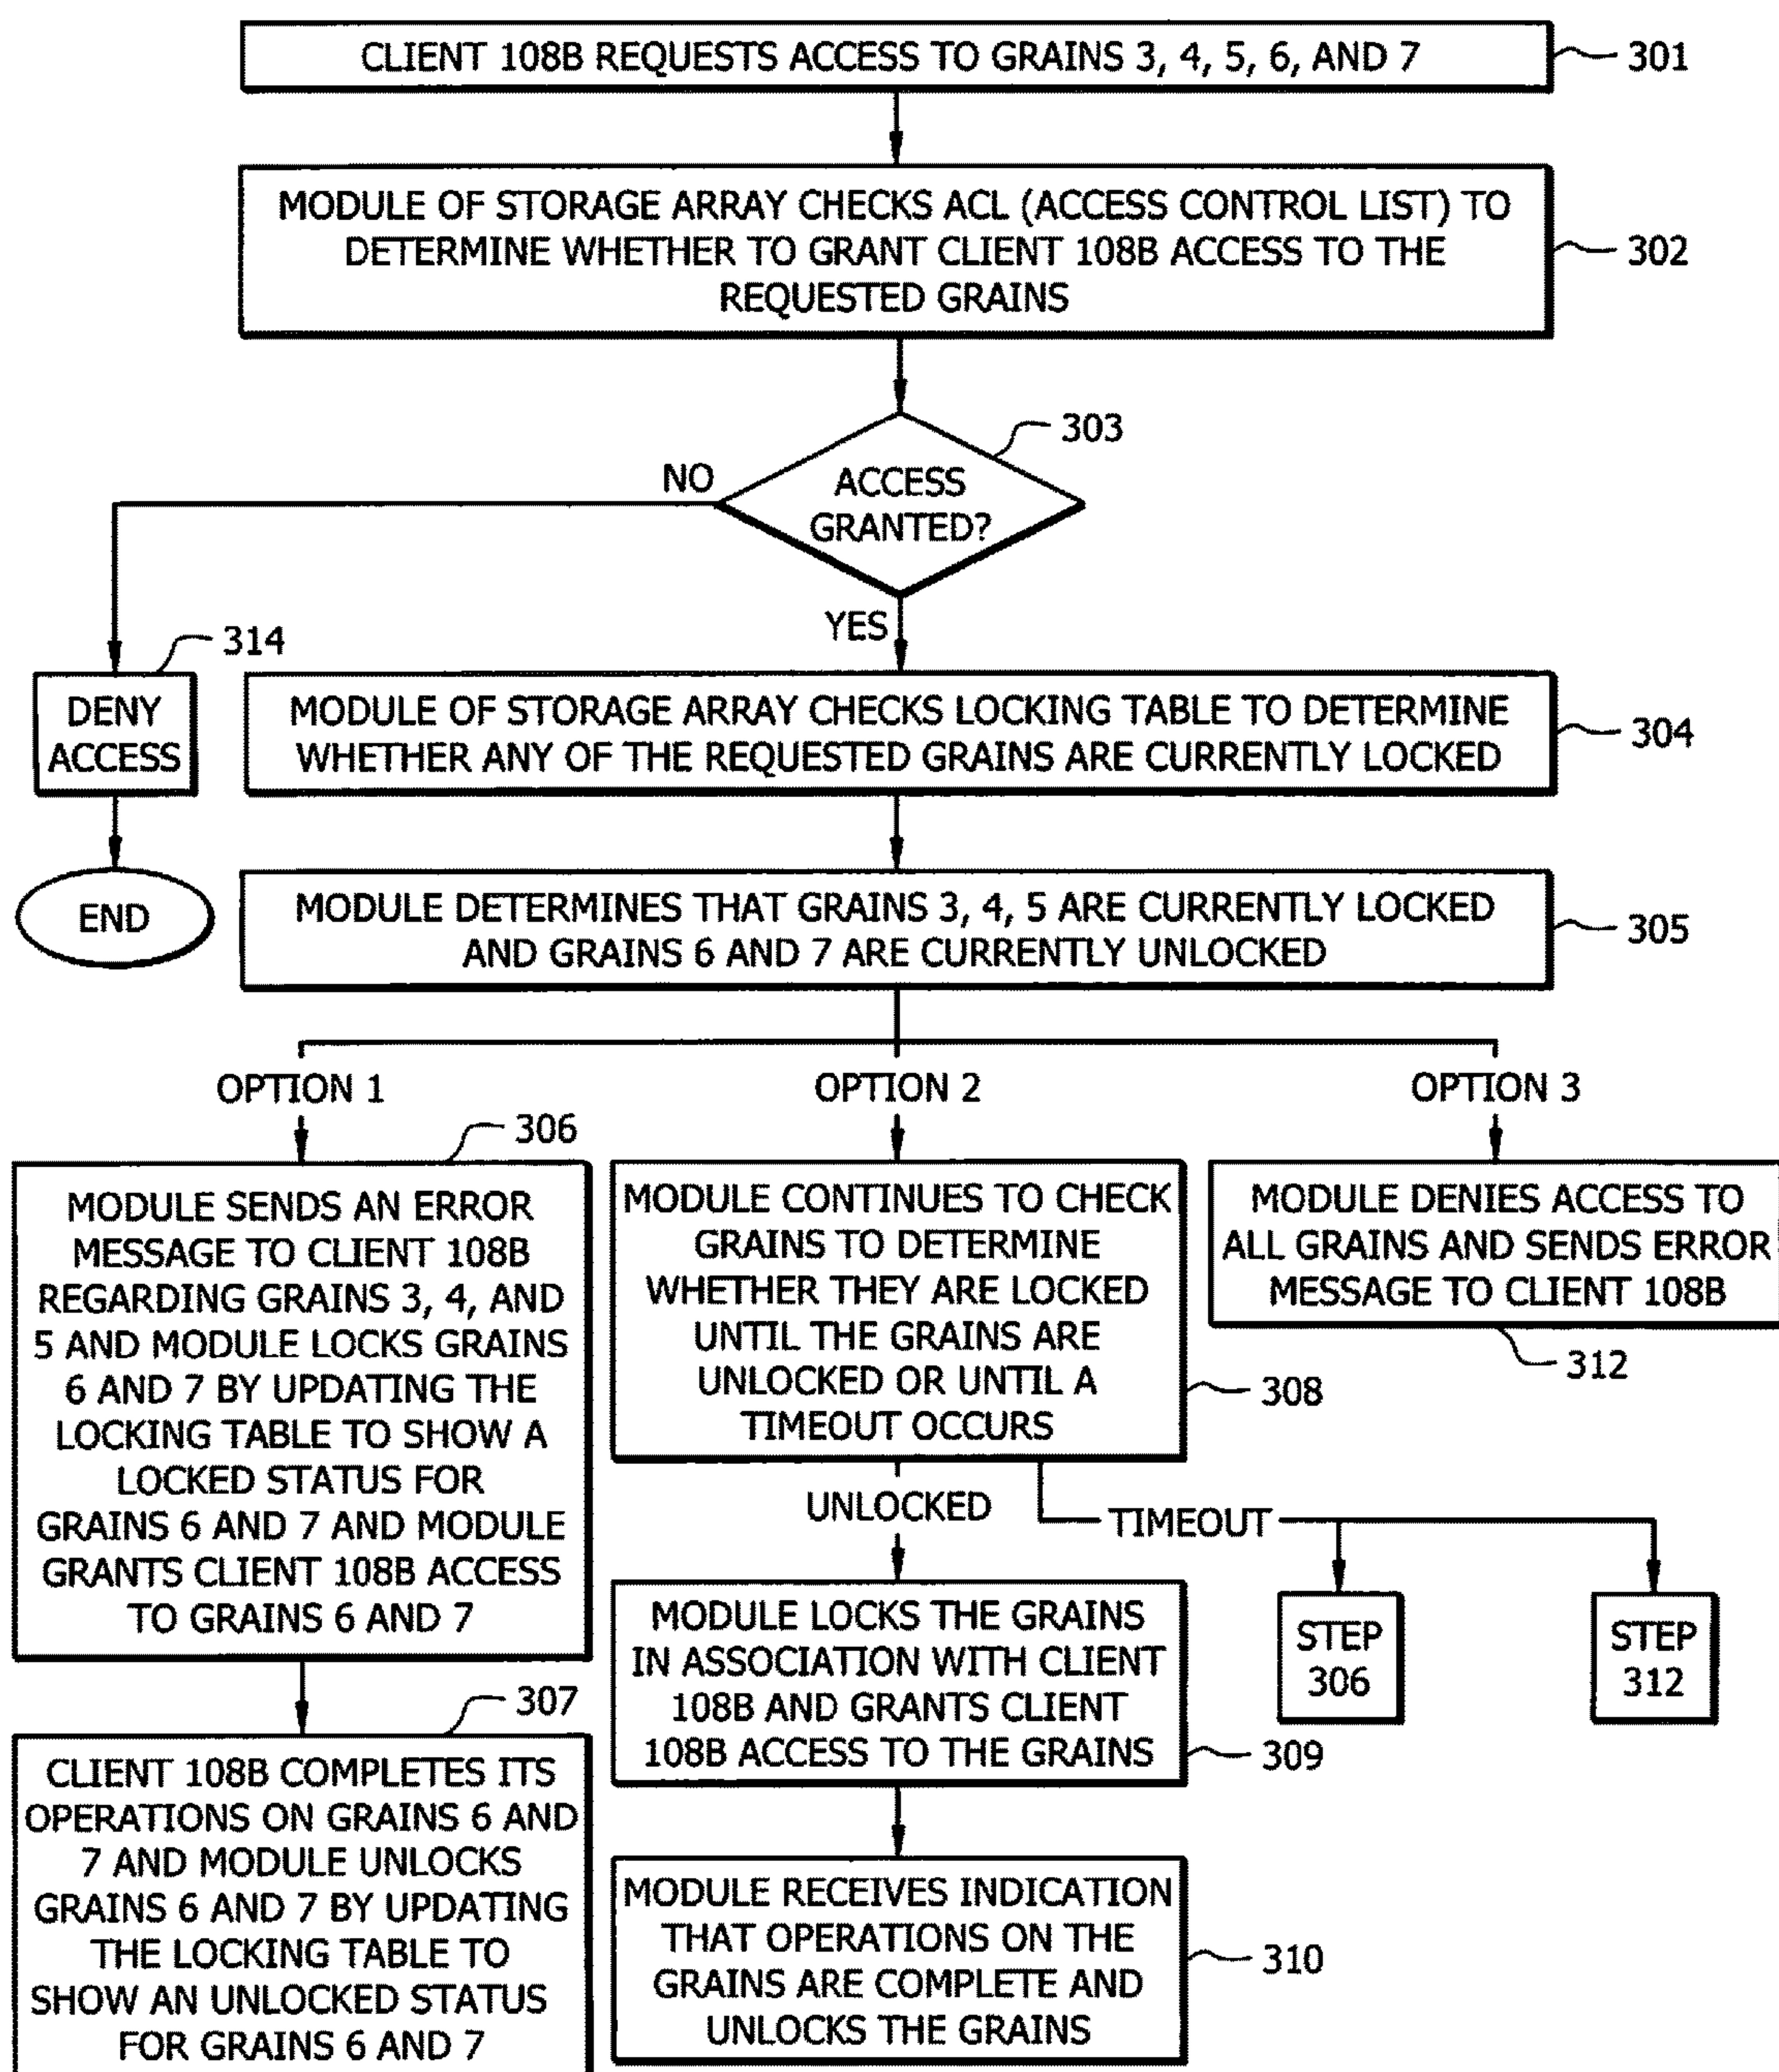 CLIENT 108B REQUESTS ACCESS TO GRAINS 3, 4, 5, 6, AND 7
301
MODULE OF STORAGE ARRAY CHECKS ACL (ACCESS CONTROL LIST) TO
DETERMINE WHETHER TO GRANT CLIENT 108B ACCESS TO THE
REQUESTED GRAINS
302
303
ACCESS
GRANTED?
NO
YES
314
DENY
ACCESS
END
MODULE OF STORAGE ARRAY CHECKS LOCKING TABLE TO DETERMINE
WHETHER ANY OF THE REQUESTED GRAINS ARE CURRENTLY LOCKED
304
MODULE DETERMINES THAT GRAINS 3, 4, 5 ARE CURRENTLY LOCKED
AND GRAINS 6 AND 7 ARE CURRENTLY UNLOCKED
305
OPTION 1
OPTION 2
OPTION 3
306
MODULE SENDS AN ERROR
MESSAGE TO CLIENT 108B
REGARDING GRAINS 3, 4, AND
5 AND MODULE LOCKS GRAINS
6 AND 7 BY UPDATING THE
LOCKING TABLE TO SHOW A
LOCKED STATUS FOR
GRAINS 6 AND 7 AND MODULE
GRANTS CLIENT 108B ACCESS
TO GRAINS 6 AND 7
307
CLIENT 108B COMPLETES ITS
OPERATIONS ON GRAINS 6 AND
7 AND MODULE UNLOCKS
GRAINS 6 AND 7 BY UPDATING
THE LOCKING TABLE TO
SHOW AN UNLOCKED STATUS
FOR GRAINS 6 AND 7
MODULE CONTINUES TO CHECK
GRAINS TO DETERMINE
WHETHER THEY ARE LOCKED
UNTIL THE GRAINS ARE
UNLOCKED OR UNTIL A
TIMEOUT OCCURS
308
UNLOCKED
TIMEOUT
MODULE LOCKS THE GRAINS
IN ASSOCIATION WITH CLIENT
108B AND GRANTS CLIENT
108B ACCESS TO THE GRAINS
309
MODULE RECEIVES INDICATION
THAT OPERATIONS ON THE
GRAINS ARE COMPLETE AND
UNLOCKS THE GRAINS
310
MODULE DENIES ACCESS TO
ALL GRAINS AND SENDS ERROR
MESSAGE TO CLIENT 108B
312
STEP
306
STEP
312